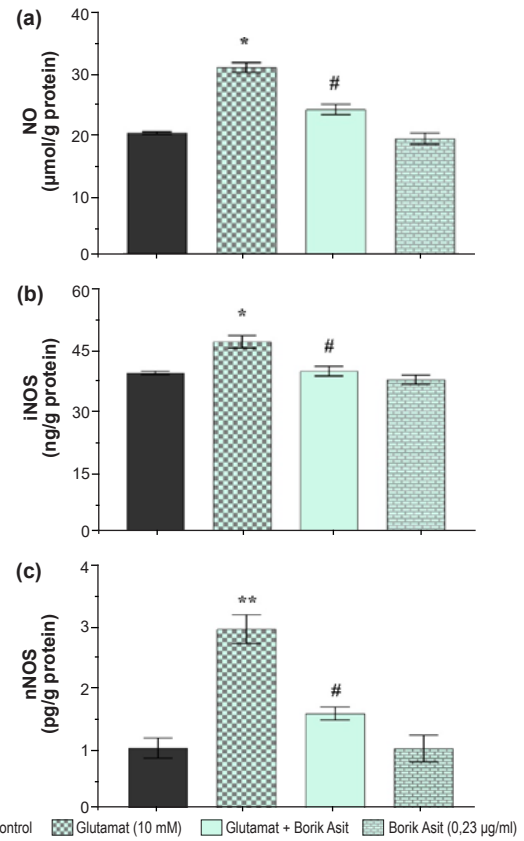 (a)
40
30
20
10
0
NO
(µmol/g protein)
*
#
(b)
60
45
30
15
0
iNOS
(ng/g protein)
*
#
(c)
4
3
2
1
0
nNOS
(pg/g protein)
**
#
ontrol Glutamat (10 mM) Glutamat + Borik Asit Borik Asit (0,23 µg/ml)